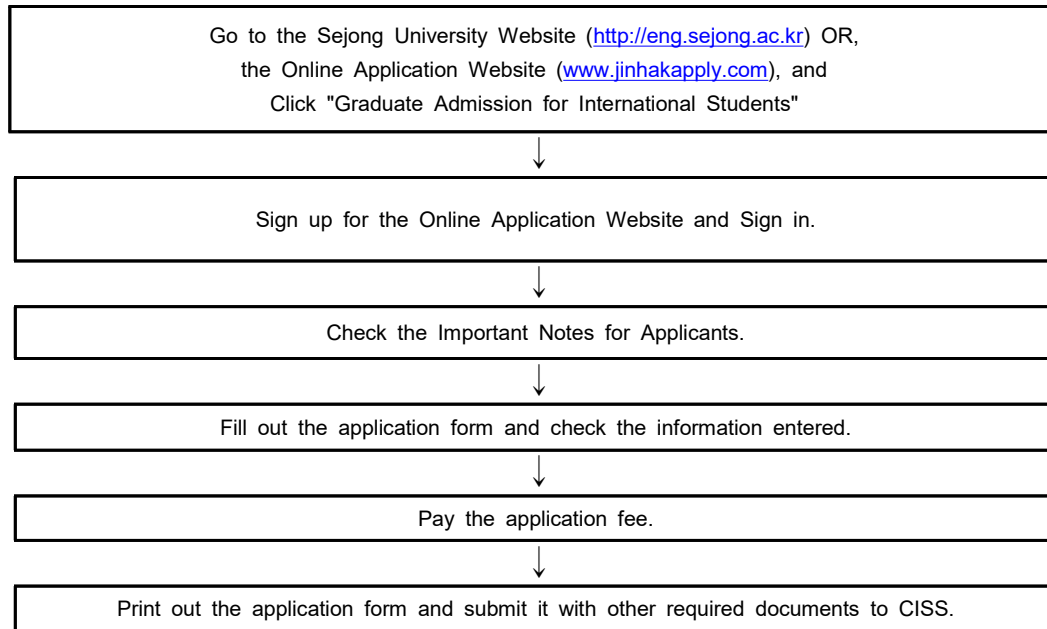 Go to the Sejong University Website (http://eng.sejong.ac.kr) OR,
the Online Application Website (www.jinhakapply.com), and
Click "Graduate Admission for International Students"
↓
Sign up for the Online Application Website and Sign in.
↓
Check the Important Notes for Applicants.
↓
Fill out the application form and check the information entered.
↓
Pay the application fee.
↓
Print out the application form and submit it with other required documents to CISS.